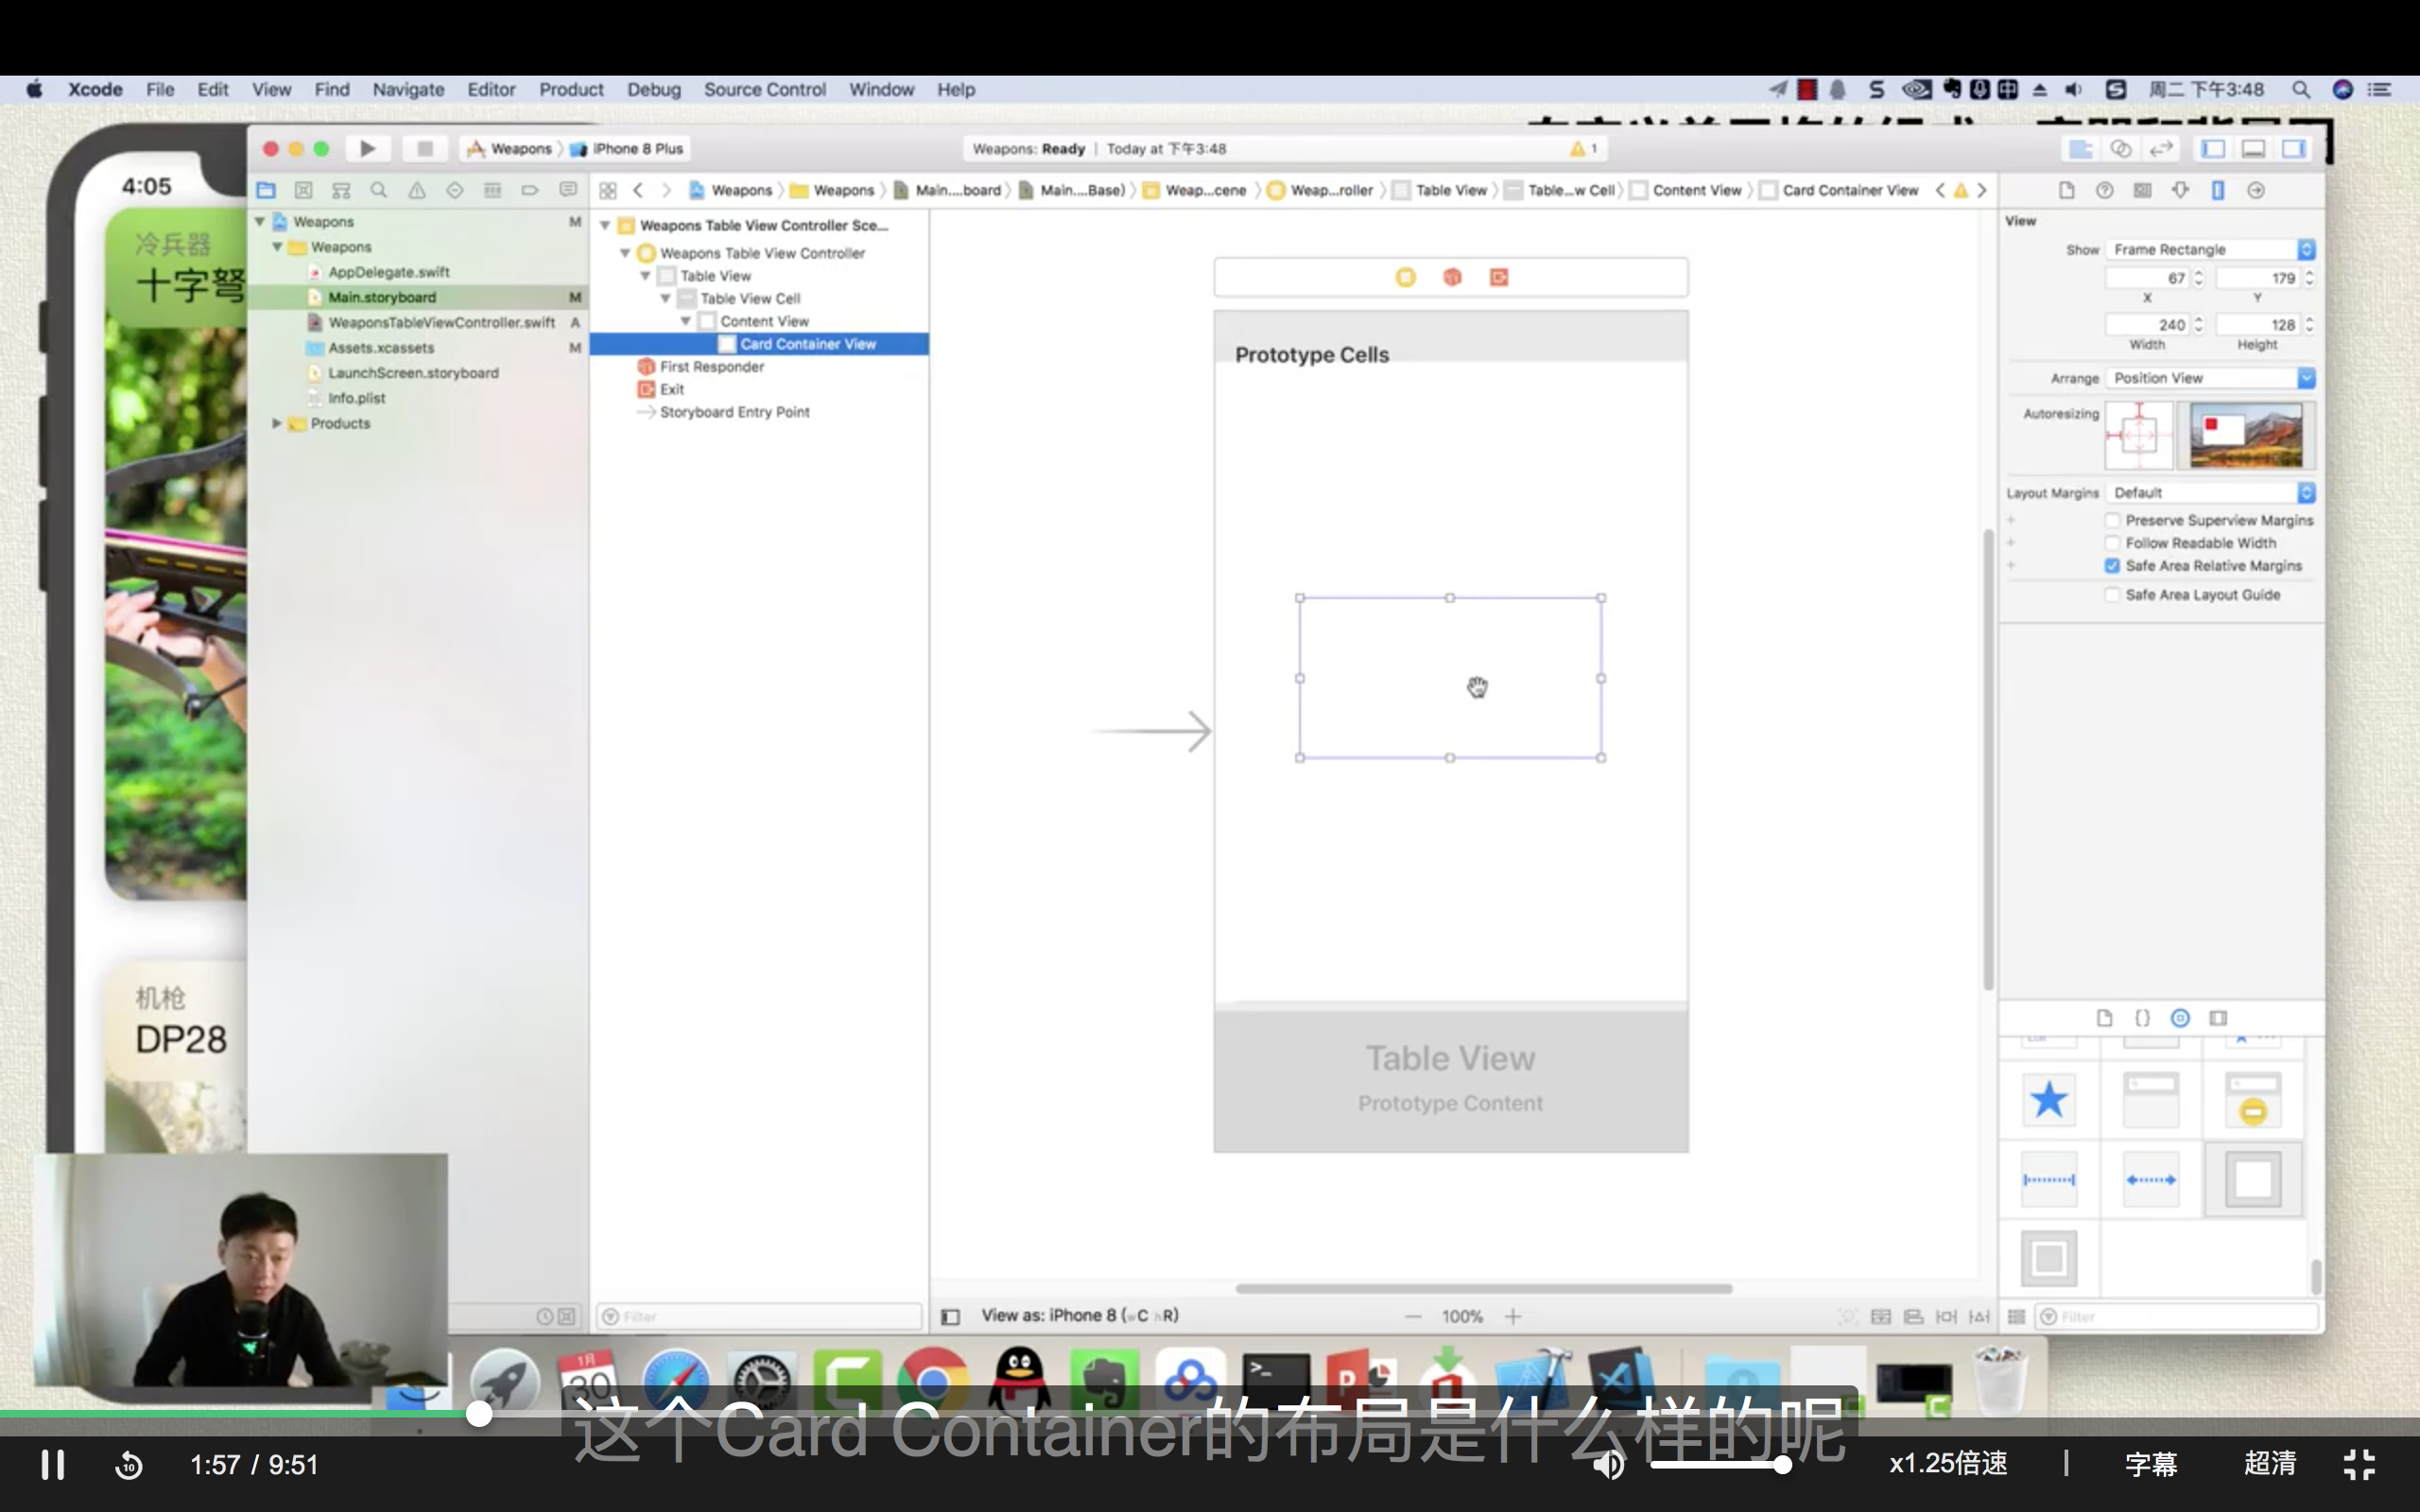 Xcode File Edit View Find Navigate Editor Product Debug Source Control Window Help
周二 下午3:48
Weapons iPhone 8 Plus
Weapons: Ready | Today at 下午3:48
1
4:05
冷兵器
十字弩
机枪
DP28
Weapons M
Weapons
AppDelegate.swift
Main.storyboard M
WeaponsTableViewController.swift A
Assets.xcassets M
LaunchScreen.storyboard
Info.plist
Products
Weapons Weapons Main....board Main....Base) Weap...cene Weap...roller Table View Table...w Cell Content View Card Container View
Weapons Table View Controller Sce...
Weapons Table View Controller
Table View
Table View Cell
Content View
Card Container View
First Responder
Exit
Storyboard Entry Point
Filter
Prototype Cells
Table View
Prototype Content
View as: iPhone 8 (wC hR)
100%
View
Show Frame Rectangle
67 179
X Y
240 128
Width Height
Arrange Position View
Autoresizing
Layout Margins Default
Preserve Superview Margins
Follow Readable Width
Safe Area Relative Margins
Safe Area Layout Guide
Filter
1月
30
这个Card Container的布局是什么样的呢
10
1:57 / 9:51
x1.25倍速 | 字幕 超清